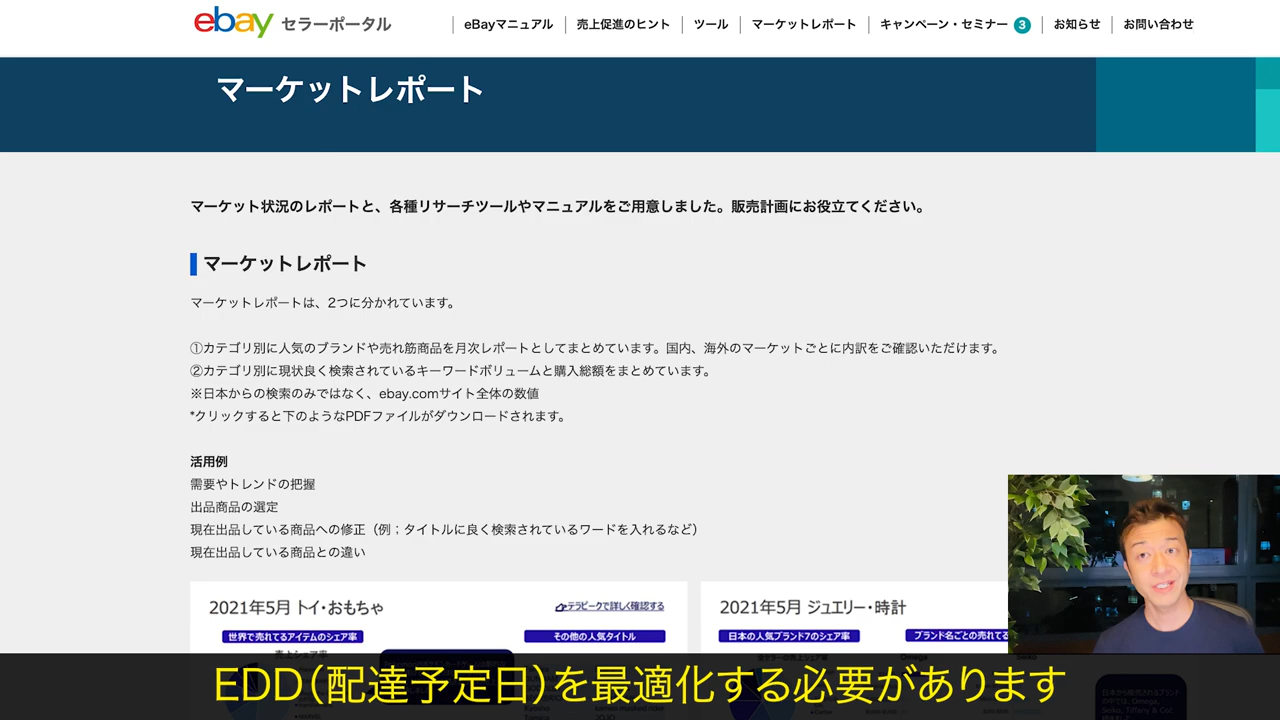 ebay セラーポータル
eBayマニュアル
売上促進のヒント
ツール
マーケットレポート
キャンペーン・セミナー 3
お知らせ
お問い合わせ
マーケットレポート
マーケット状況のレポートと、各種リサーチツールやマニュアルをご用意しました。販売計画にお役立てください。
マーケットレポート
マーケットレポートは、2つに分かれています。
①カテゴリ別に人気のブランドや売れ筋商品を月次レポートとしてまとめています。国内、海外のマーケットごとに内訳をご確認いただけます。
②カテゴリ別に現状良く検索されているキーワードボリュームと購入総額をまとめています。
※日本からの検索のみではなく、ebay.comサイト全体の数値
*クリックすると下のようなPDFファイルがダウンロードされます。
活用例
需要やトレンドの把握
出品商品の選定
現在出品している商品への修正（例；タイトルに良く検索されているワードを入れるなど）
現在出品している商品との違い
2021年5月 トイ・おもちゃ
テラピークで詳しく確認する
世界で売れてるアイテムのシェア率
その他の人気タイトル
売上シェア率
2021年5月 ジュエリー・時計
日本の人気ブランド7のシェア率
ブランド名ごとの売れてる
EDD（配達予定日）を最適化する必要があります